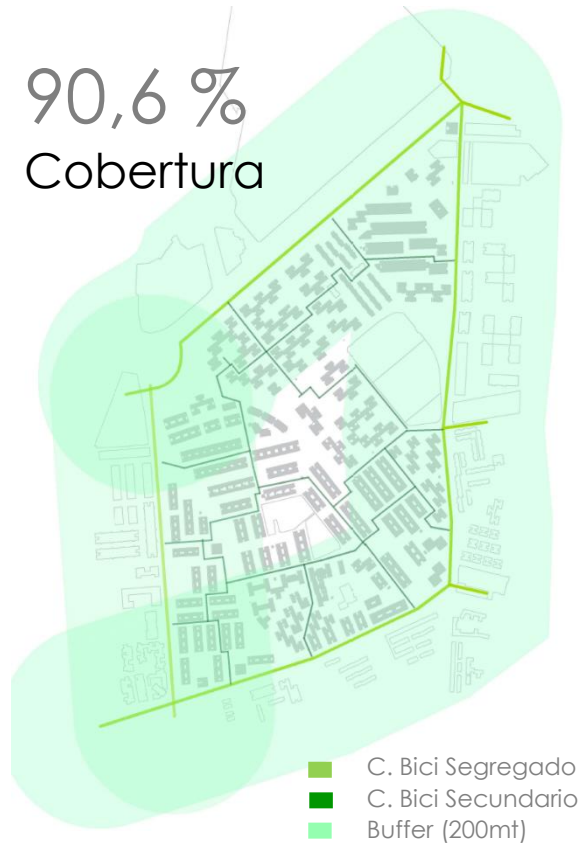 90,6 %
Cobertura
C. Bici Segregado
C. Bici Secundario
Buffer (200mt)